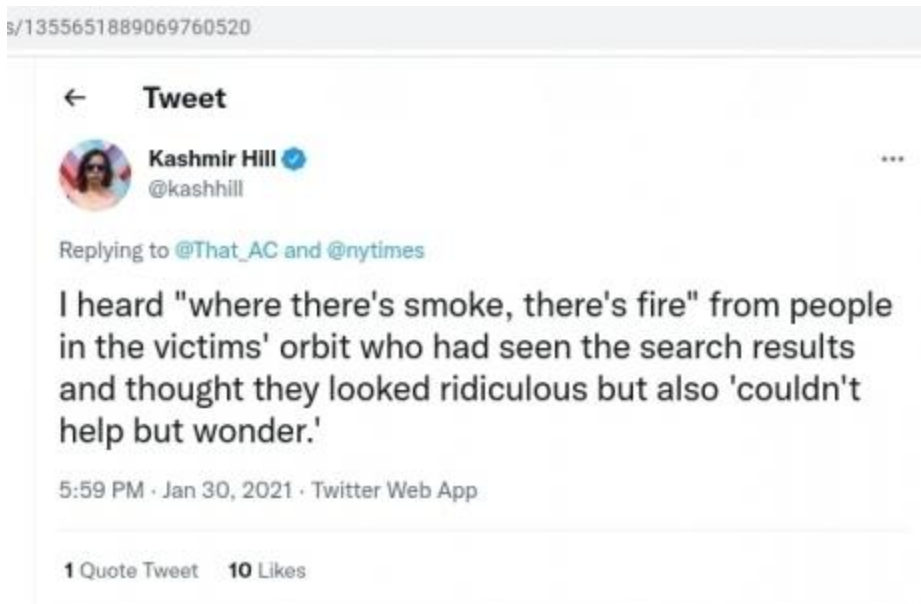 s/1355651889069760520
← Tweet
Kashmir Hill
@kashhill
Replying to @That_AC and @nytimes
I heard "where there's smoke, there's fire" from people
in the victims' orbit who had seen the search results
and thought they looked ridiculous but also 'couldn't
help but wonder.'
5:59 PM · Jan 30, 2021 · Twitter Web App
1 Quote Tweet 10 Likes